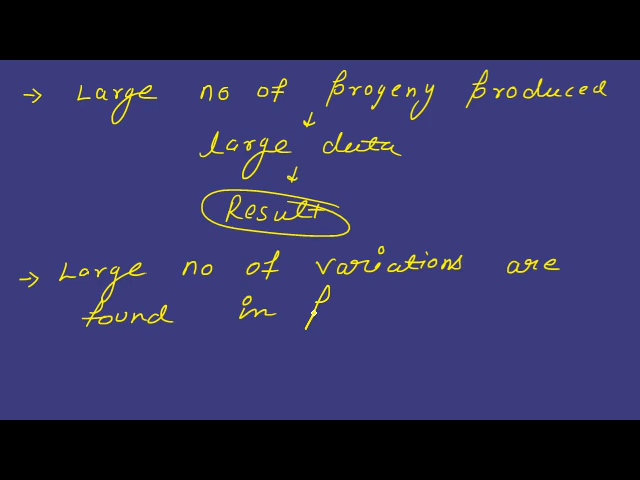 → Large no of progeny produced
↓
large data
↓
Result
→ Large no of variations are
found in p